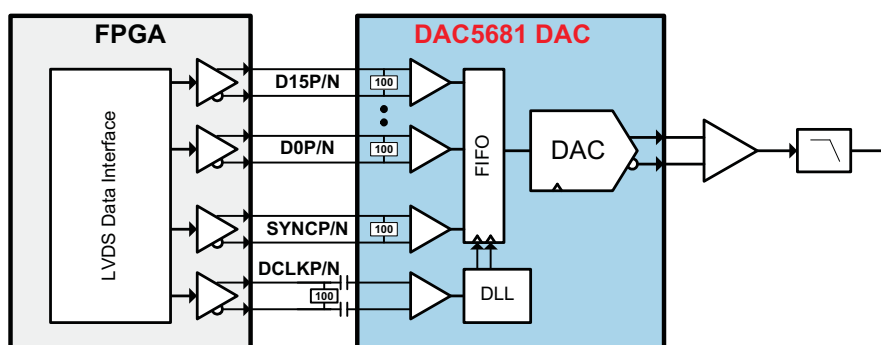 FPGA
DAC5681 DAC
LVDS Data Interface
D15P/N
100
D0P/N
100
SYNCP/N
100
DCLKP/N
100
FIFO
DAC
DLL